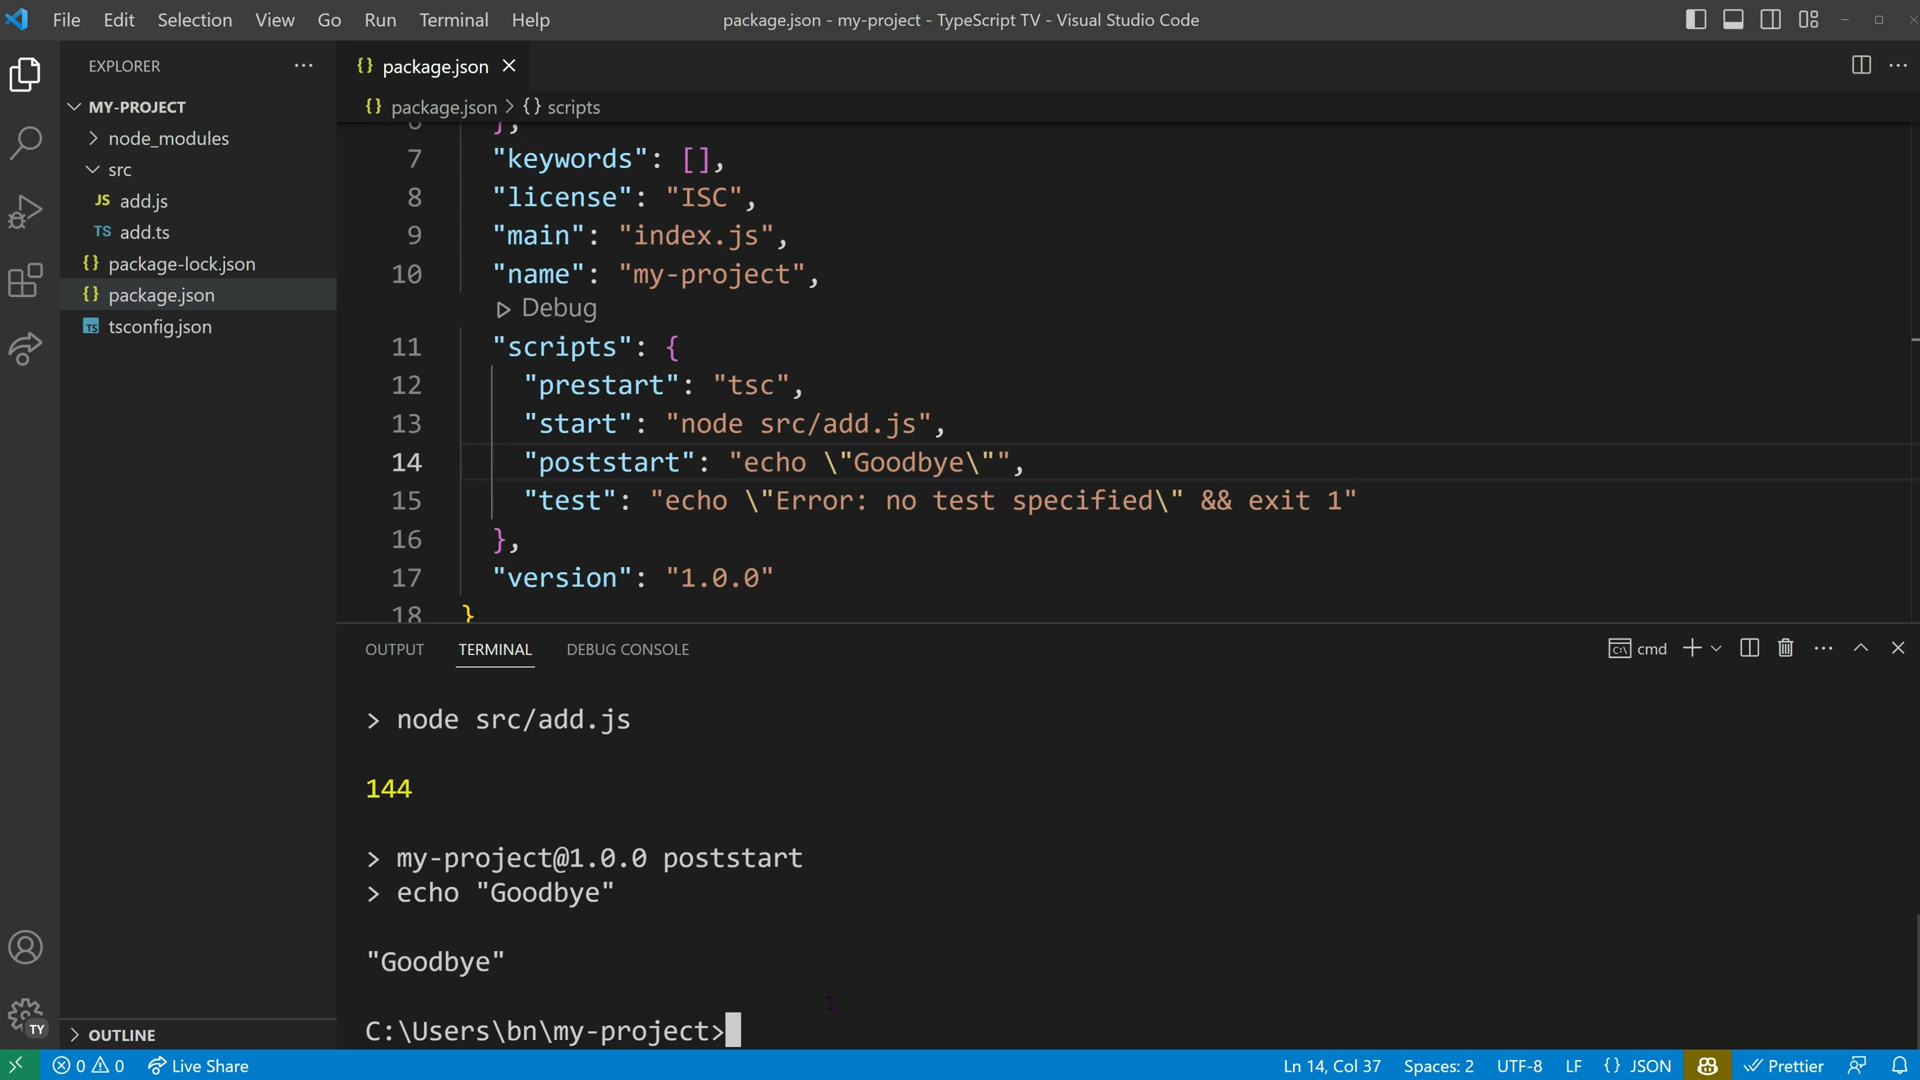 File Edit Selection View Go Run Terminal Help
package.json - my-project - TypeScript TV - Visual Studio Code
EXPLORER
MY-PROJECT
node_modules
src
JS add.js
TS add.ts
{} package-lock.json
{} package.json
TS tsconfig.json
OUTLINE
TY
{} package.json
{} package.json > {} scripts
6 },
7 "keywords": [],
8 "license": "ISC",
9 "main": "index.js",
10 "name": "my-project",
Debug
11 "scripts": {
12 "prestart": "tsc",
13 "start": "node src/add.js",
14 "poststart": "echo \"Goodbye\"",
15 "test": "echo \"Error: no test specified\" && exit 1"
16 },
17 "version": "1.0.0"
18 }
OUTPUT TERMINAL DEBUG CONSOLE
cmd
> node src/add.js
144
> my-project@1.0.0 poststart
> echo "Goodbye"
"Goodbye"
C:\Users\bn\my-project>
0 0 Live Share
Ln 14, Col 37 Spaces: 2 UTF-8 LF {} JSON Prettier